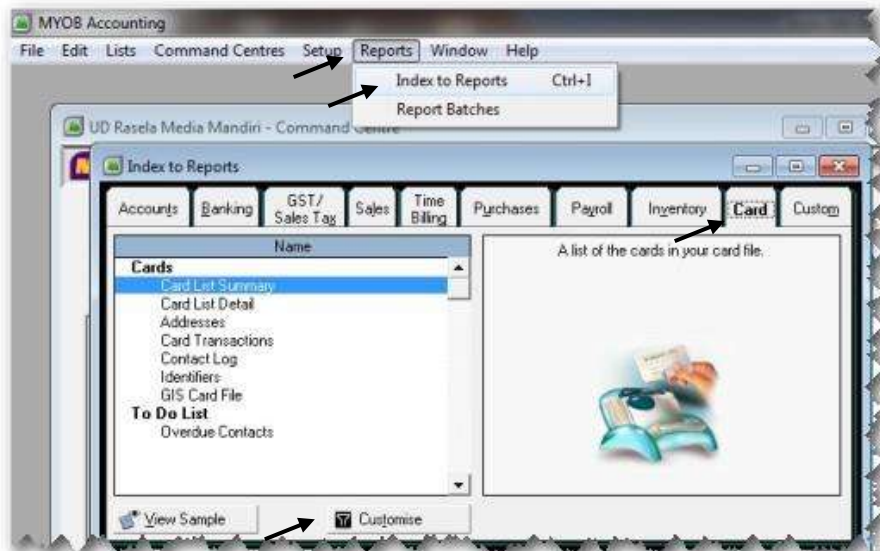 MYOB Accounting
File Edit Lists Command Centres Setup Reports Window Help
Index to Reports Ctrl+I
Report Batches
UD Rasela Media Mandiri - Command Centre
Index to Reports
Accounts Banking GST/ Sales Tax Sales Time Billing Purchases Payroll Inventory Card Custom
Name
Cards
Card List Summary
Card List Detail
Addresses
Card Transactions
Contact Log
Identifiers
GIS Card File
To Do List
Overdue Contacts
A list of the cards in your card file.
View Sample Customise